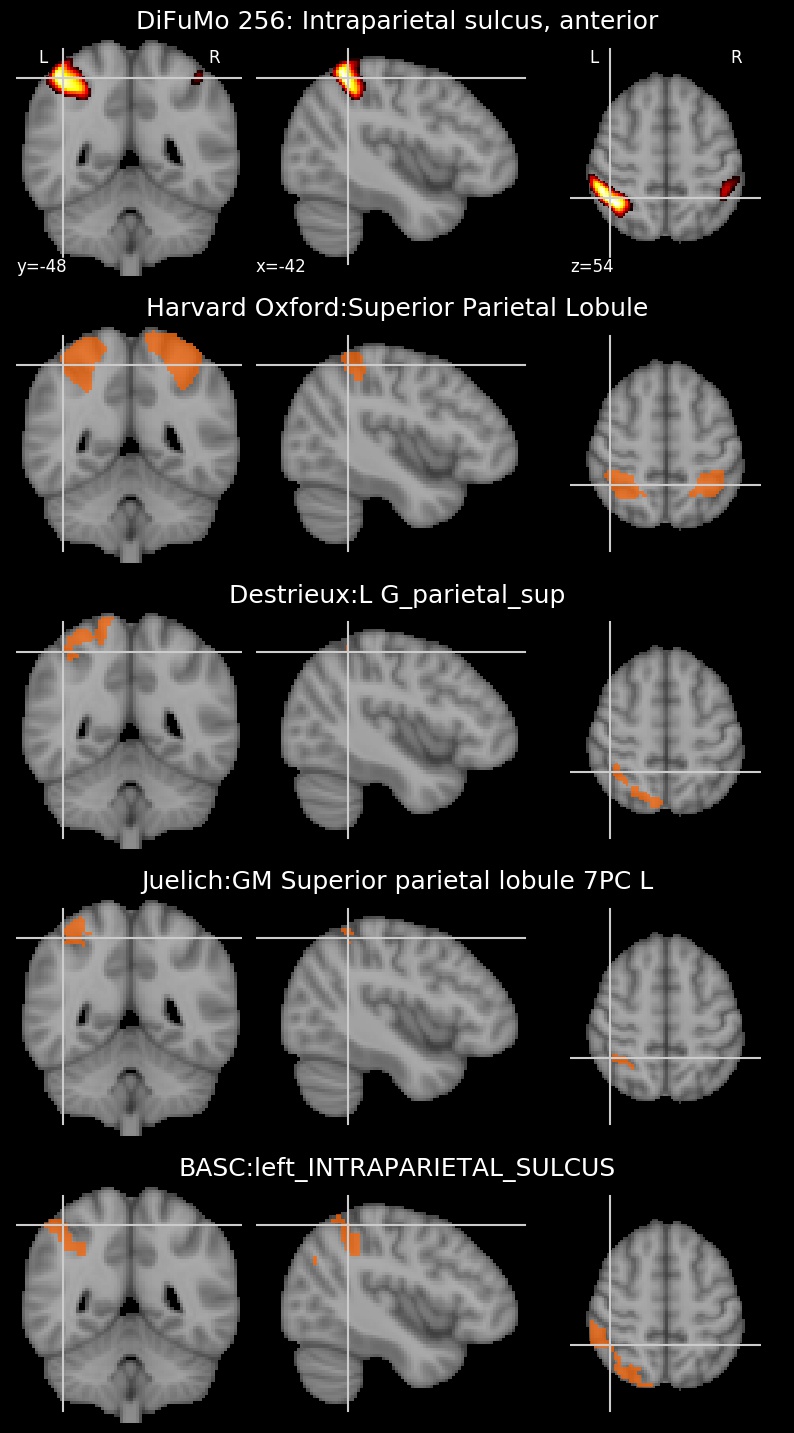 DiFuMo 256: Intraparietal sulcus, anterior
L R L R
y=-48 x=-42 z=54
Harvard Oxford:Superior Parietal Lobule
Destrieux:L G_parietal_sup
Juelich:GM Superior parietal lobule 7PC L
BASC:left_INTRAPARIETAL_SULCUS